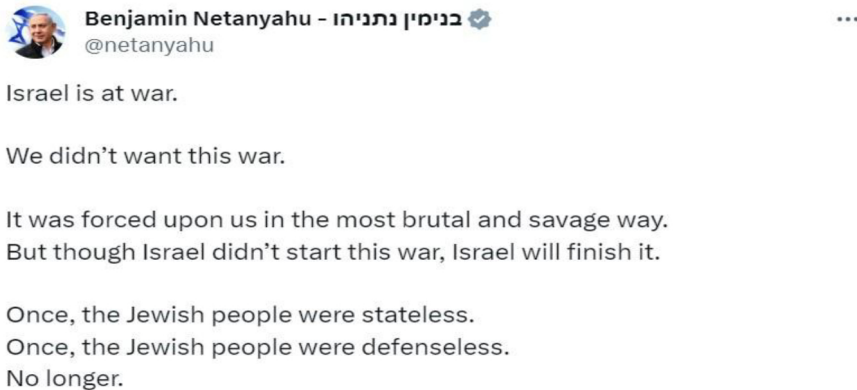 Benjamin Netanyahu - בנימין נתניהו
@netanyahu
Israel is at war.
We didn’t want this war.
It was forced upon us in the most brutal and savage way.
But though Israel didn’t start this war, Israel will finish it.
Once, the Jewish people were stateless.
Once, the Jewish people were defenseless.
No longer.